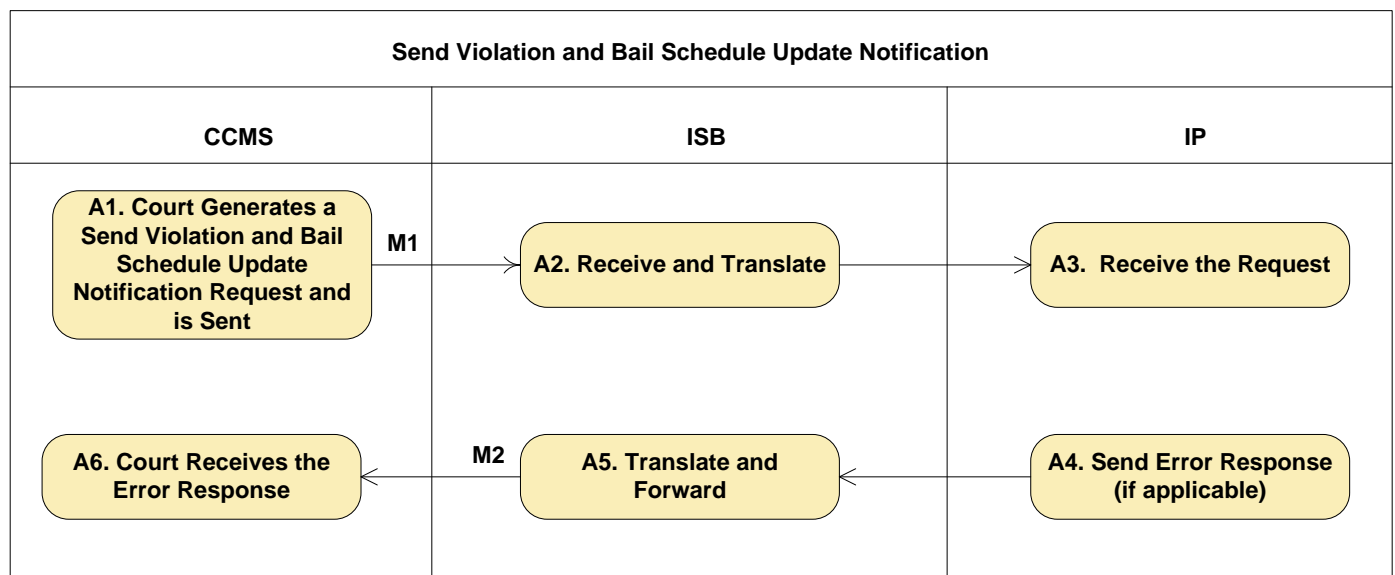 Send Violation and Bail Schedule Update Notification
CCMS
ISB
IP
A1. Court Generates a
Send Violation and Bail
Schedule Update
Notification Request and
is Sent
M1
A2. Receive and Translate
A3.  Receive the Request
A6. Court Receives the
Error Response
M2
A5. Translate and
Forward
A4. Send Error Response
(if applicable)